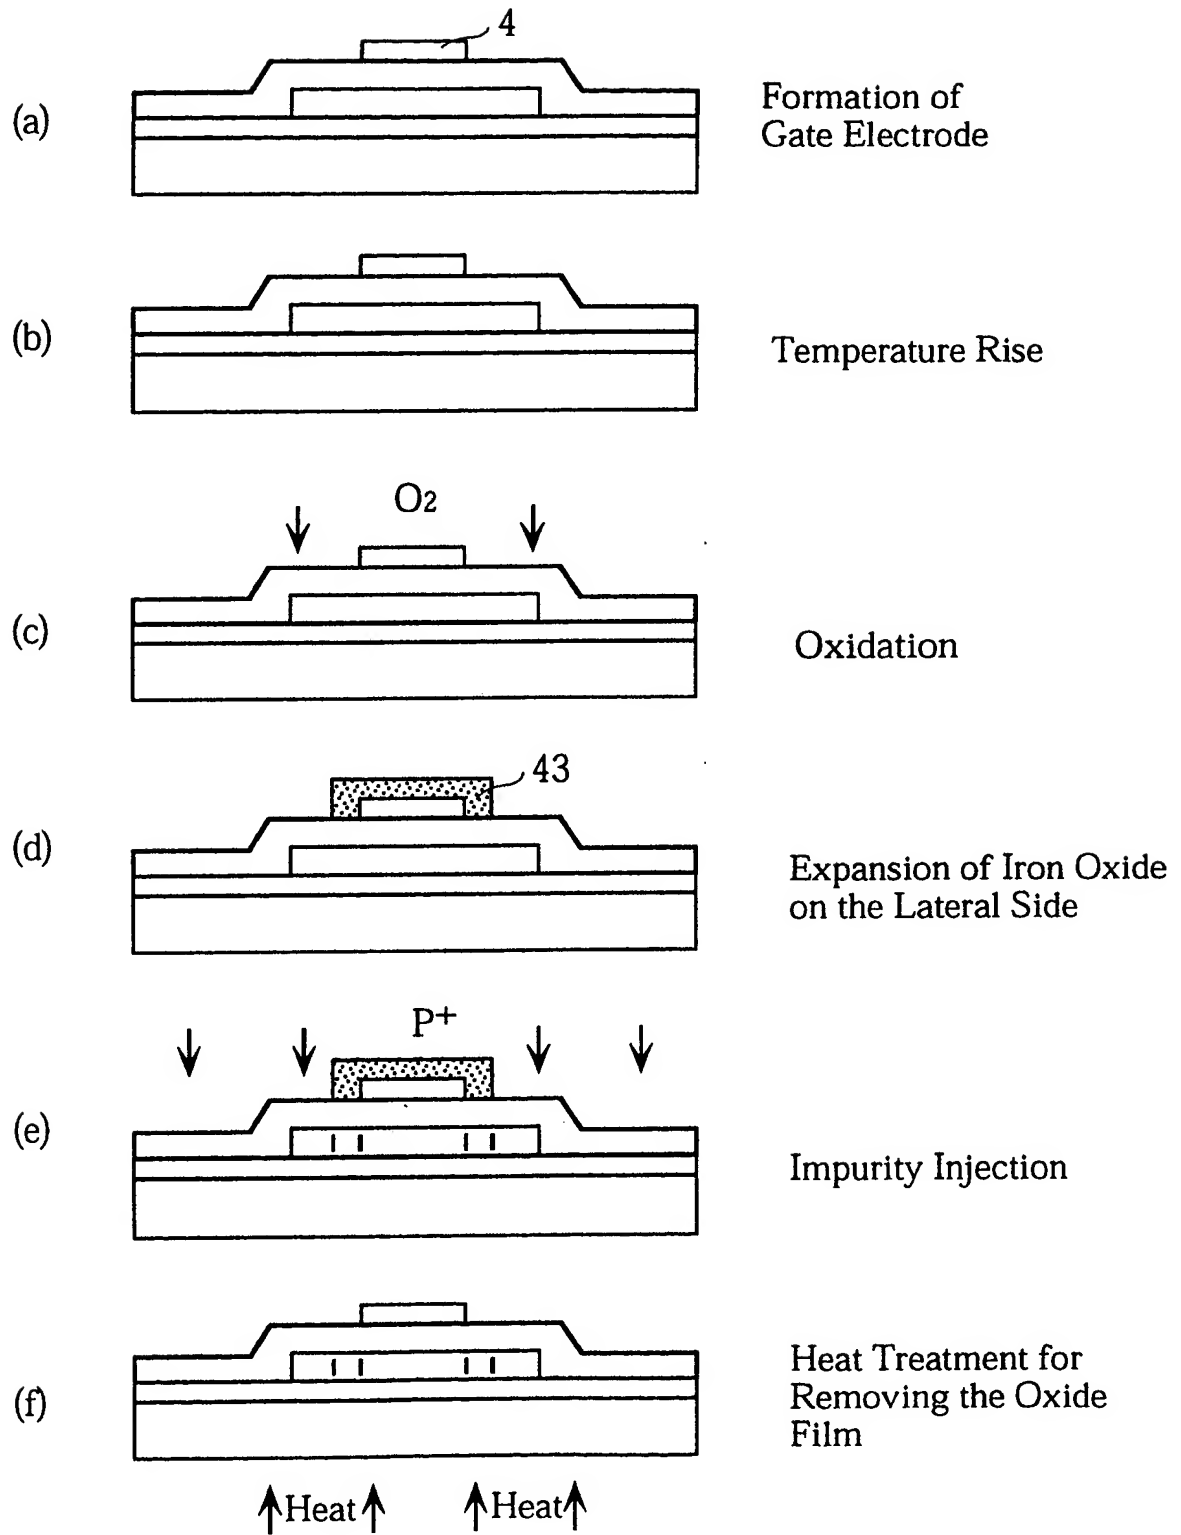 4
(a)
Formation of
Gate Electrode
(b)
Temperature Rise
O2
(c)
Oxidation
43
(d)
Expansion of Iron Oxide
on the Lateral Side
P+
(e)
Impurity Injection
(f)
Heat Treatment for
Removing the Oxide
Film
Heat Heat